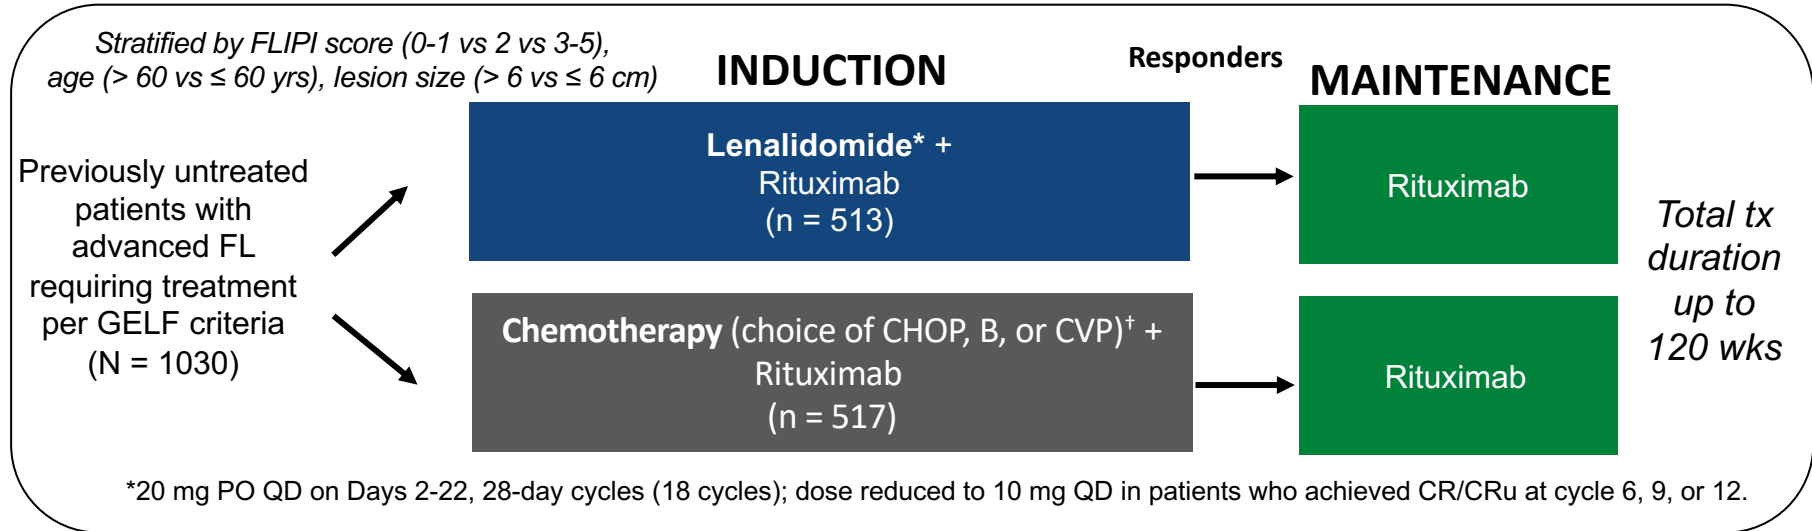 Stratified by FLIPI score (0-1 vs 2 vs 3-5),
age (> 60 vs ≤ 60 yrs), lesion size (> 6 vs ≤ 6 cm)
INDUCTION
Responders
MAINTENANCE
Previously untreated
patients with
advanced FL
requiring treatment
per GELF criteria
(N = 1030)
Lenalidomide* +
Rituximab
(n = 513)
Rituximab
Chemotherapy (choice of CHOP, B, or CVP)† +
Rituximab
(n = 517)
Rituximab
Total tx
duration
up to
120 wks
*20 mg PO QD on Days 2-22, 28-day cycles (18 cycles); dose reduced to 10 mg QD in patients who achieved CR/CRu at cycle 6, 9, or 12.